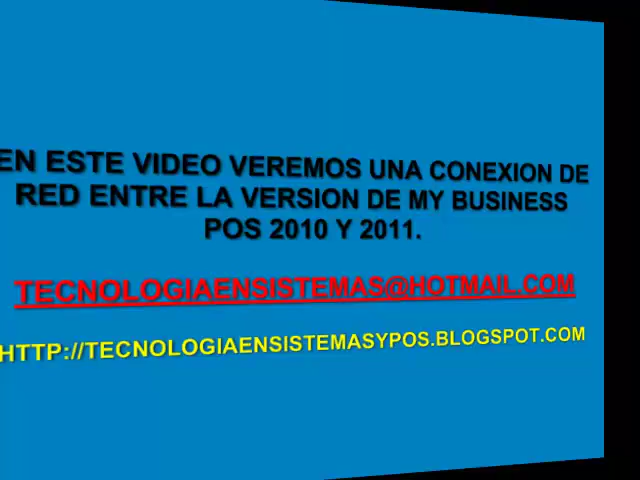 EN ESTE VIDEO VEREMOS UNA CONEXION DE
RED ENTRE LA VERSION DE MY BUSINESS
POS 2010 Y 2011.
TECNOLOGIAENSISTEMAS@HOTMAIL.COM
HTTP://TECNOLOGIAENSISTEMASYPOS.BLOGSPOT.COM